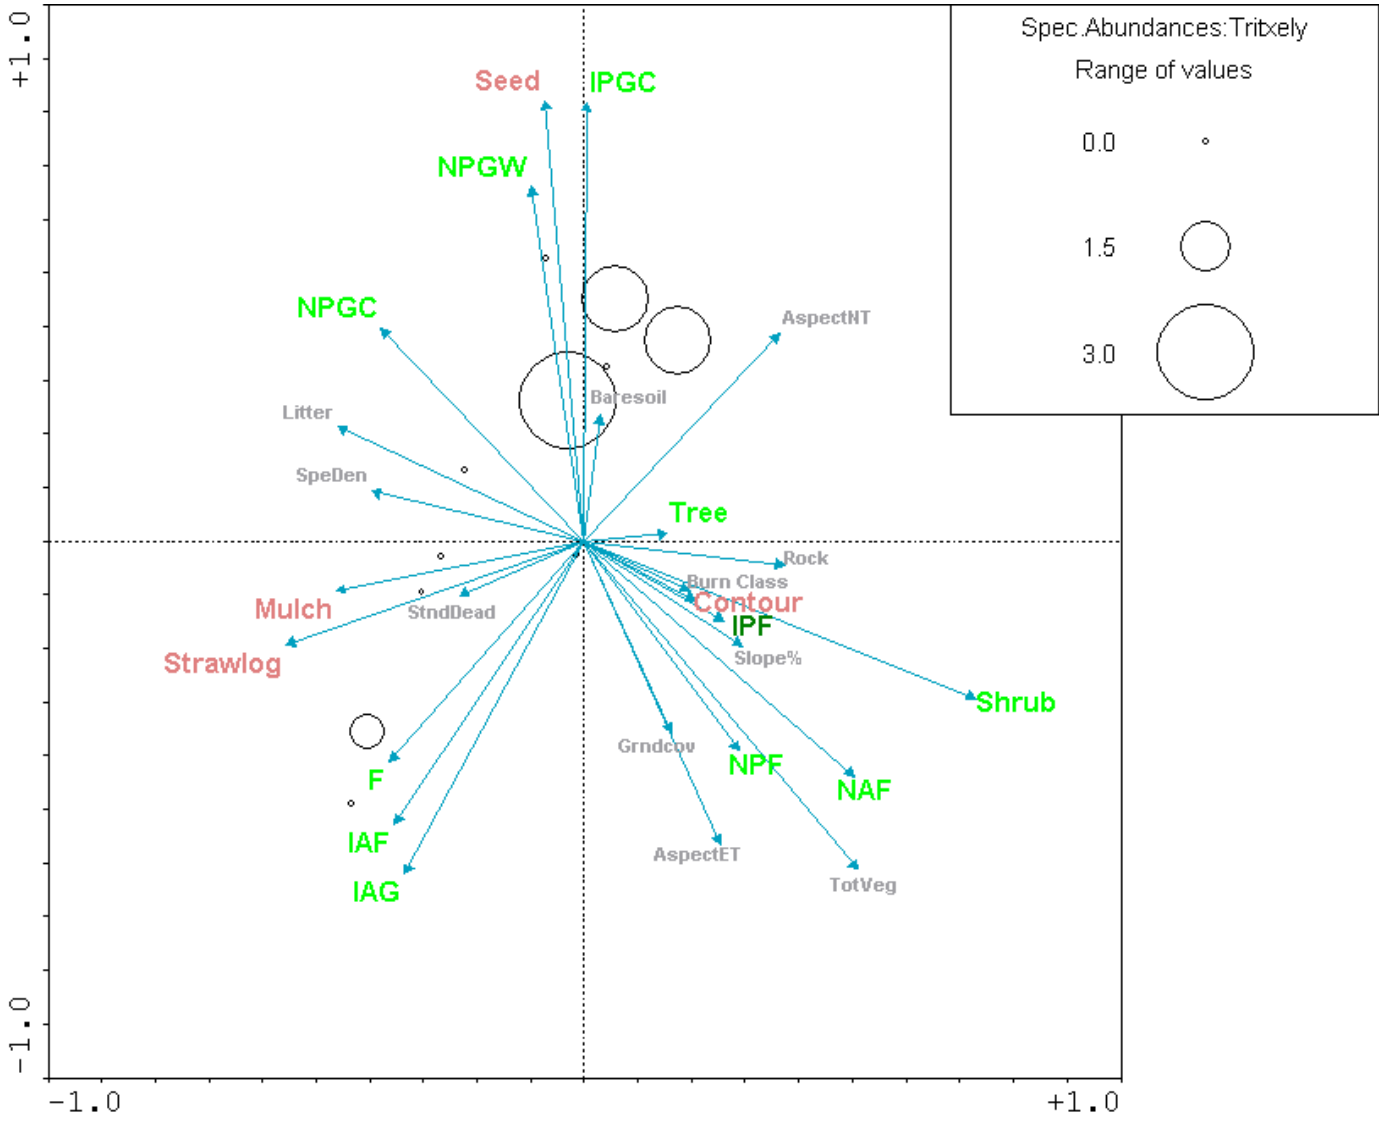 +1.0
Spec.Abundances:Tritxely
Range of values
0.0
1.5
3.0
Seed
IPGC
NPGW
NPGC
AspectNT
Baresoil
Litter
SpeDen
Tree
Rock
Burn Class
Contour
Mulch
StndDead
IPF
Slope%
Strawlog
Shrub
Grndcov
NPF
F
NAF
IAF
AspectET
IAG
TotVeg
-1.0
-1.0
+1.0